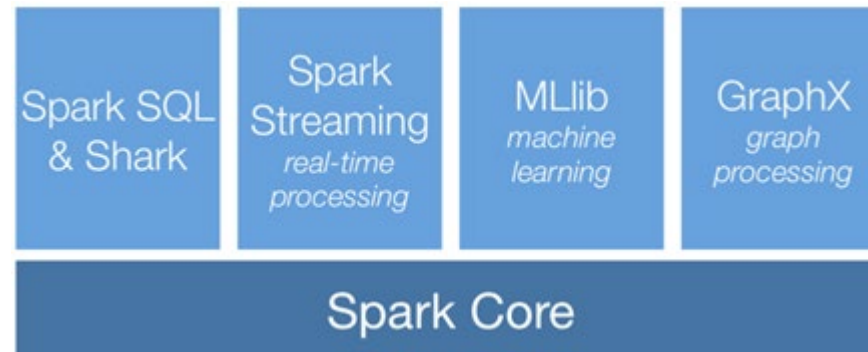 Spark SQL
& Shark
Spark
Streaming
real-time
processing
MLlib
machine
learning
GraphX
graph
processing
Spark Core